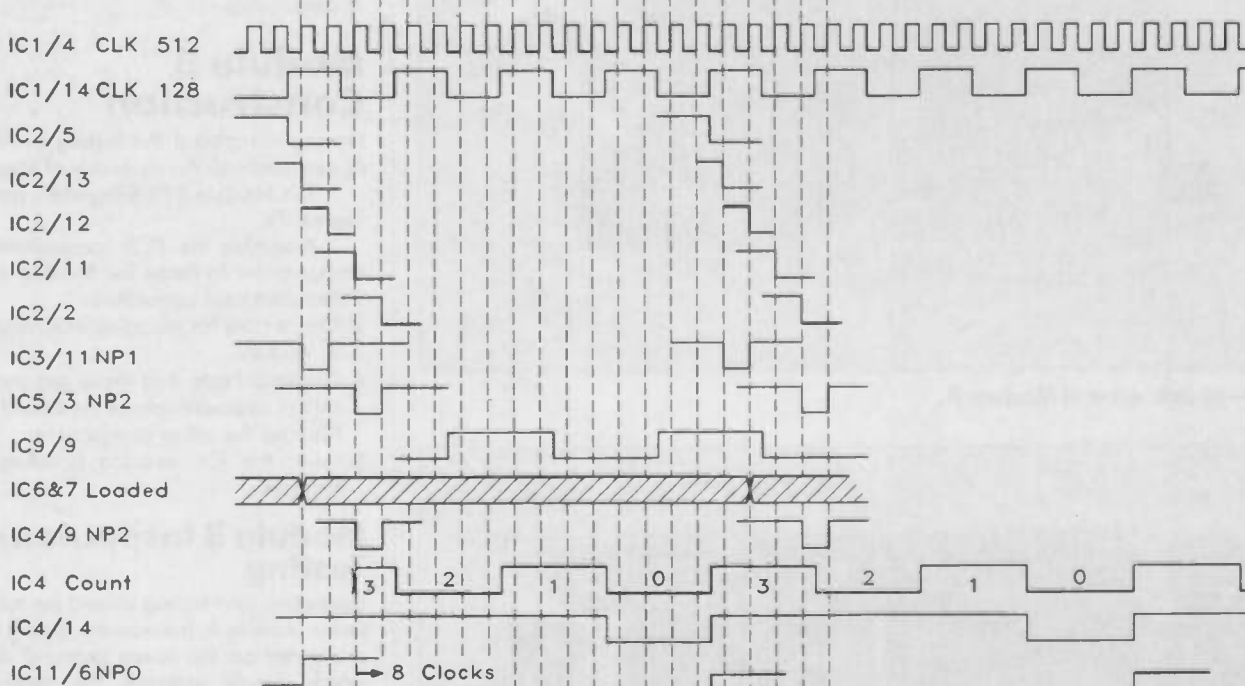 IC1/4 CLK 512
IC1/14 CLK 128
IC2/5
IC2/13
IC2/12
IC2/11
IC2/2
IC3/11 NP1
IC5/3 NP2
IC9/9
IC6&7 Loaded
IC4/9 NP2
IC4 Count 3 2 1 0 3 2 1 0
IC4/14
IC11/6 NPO 8 Clocks